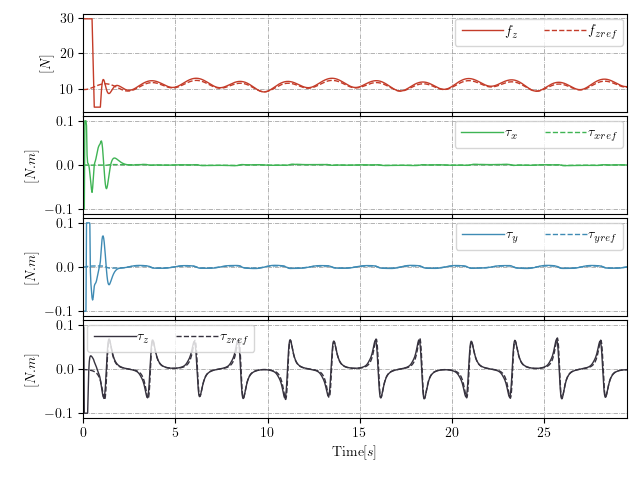 30
20
10
[N]
f_z f_zref
0.1
0.0
−0.1
[N.m]
τ_x τ_xref
0.1
0.0
−0.1
[N.m]
τ_y τ_yref
0.1
0.0
−0.1
[N.m]
τ_z τ_zref
0 5 10 15 20 25
Time[s]